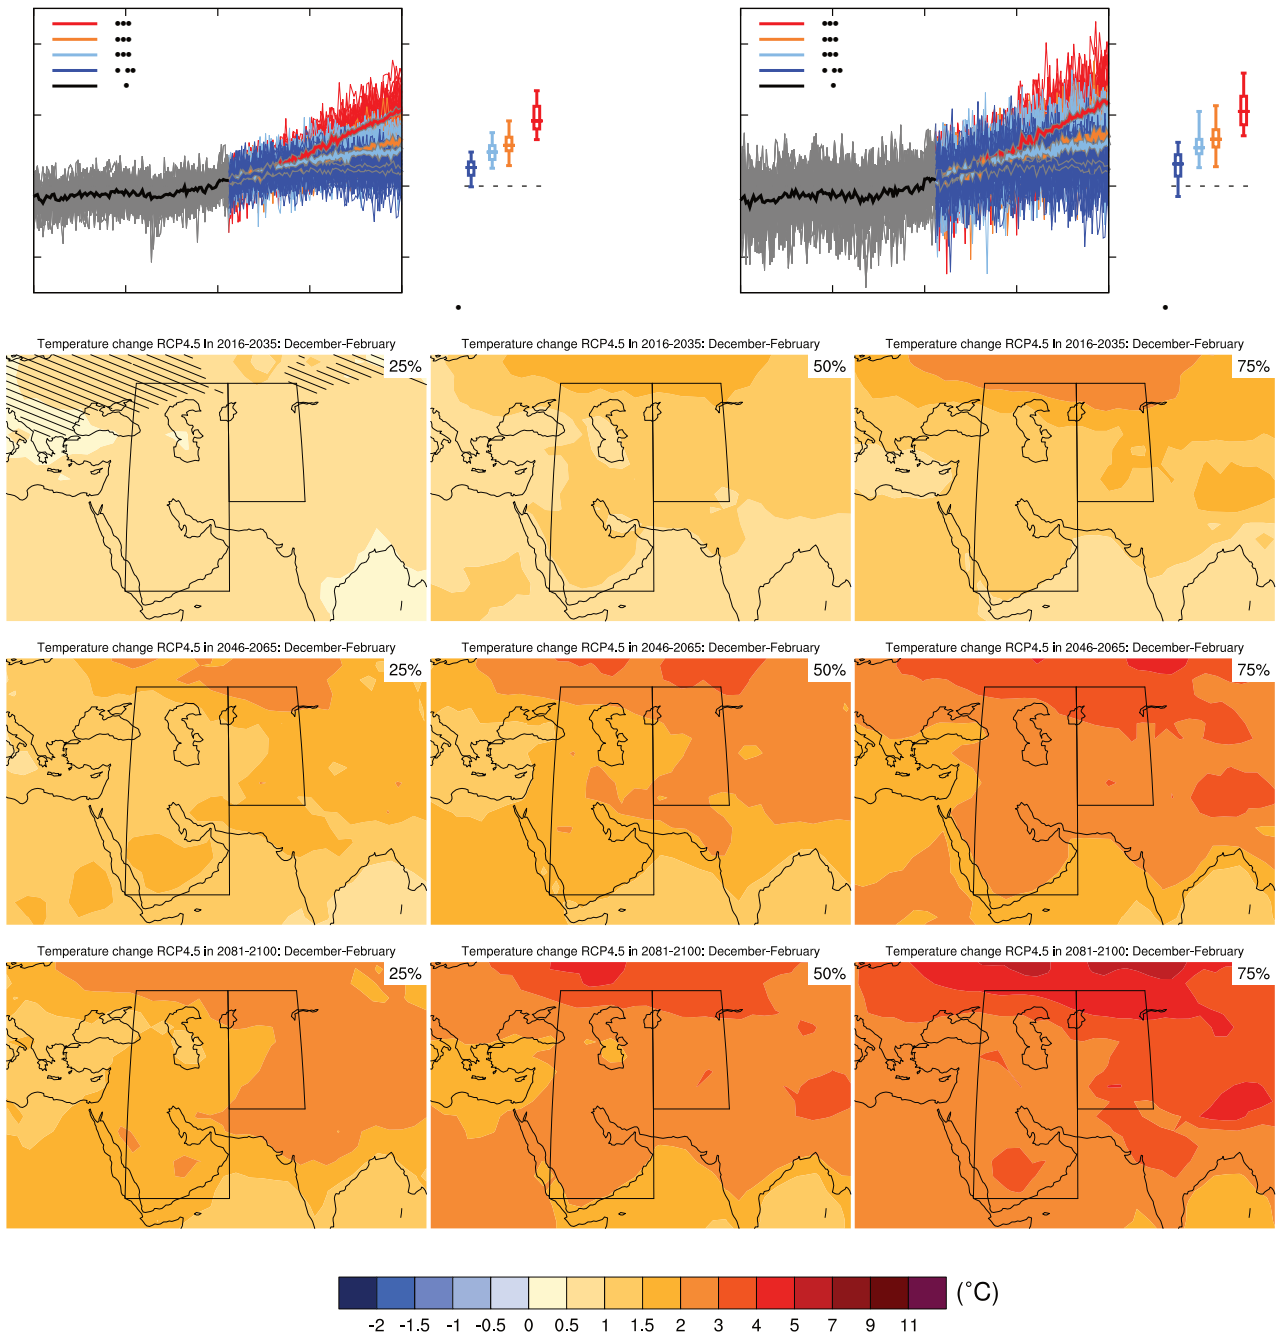 Temperature change RCP4.5 in 2016-2035: December-February
25%
Temperature change RCP4.5 in 2016-2035: December-February
50%
Temperature change RCP4.5 in 2016-2035: December-February
75%
Temperature change RCP4.5 in 2046-2065: December-February
25%
Temperature change RCP4.5 in 2046-2065: December-February
50%
Temperature change RCP4.5 in 2046-2065: December-February
75%
Temperature change RCP4.5 in 2081-2100: December-February
25%
Temperature change RCP4.5 in 2081-2100: December-February
50%
Temperature change RCP4.5 in 2081-2100: December-February
75%
(°C)
-2 -1.5 -1 -0.5 0 0.5 1 1.5 2 3 4 5 7 9 11